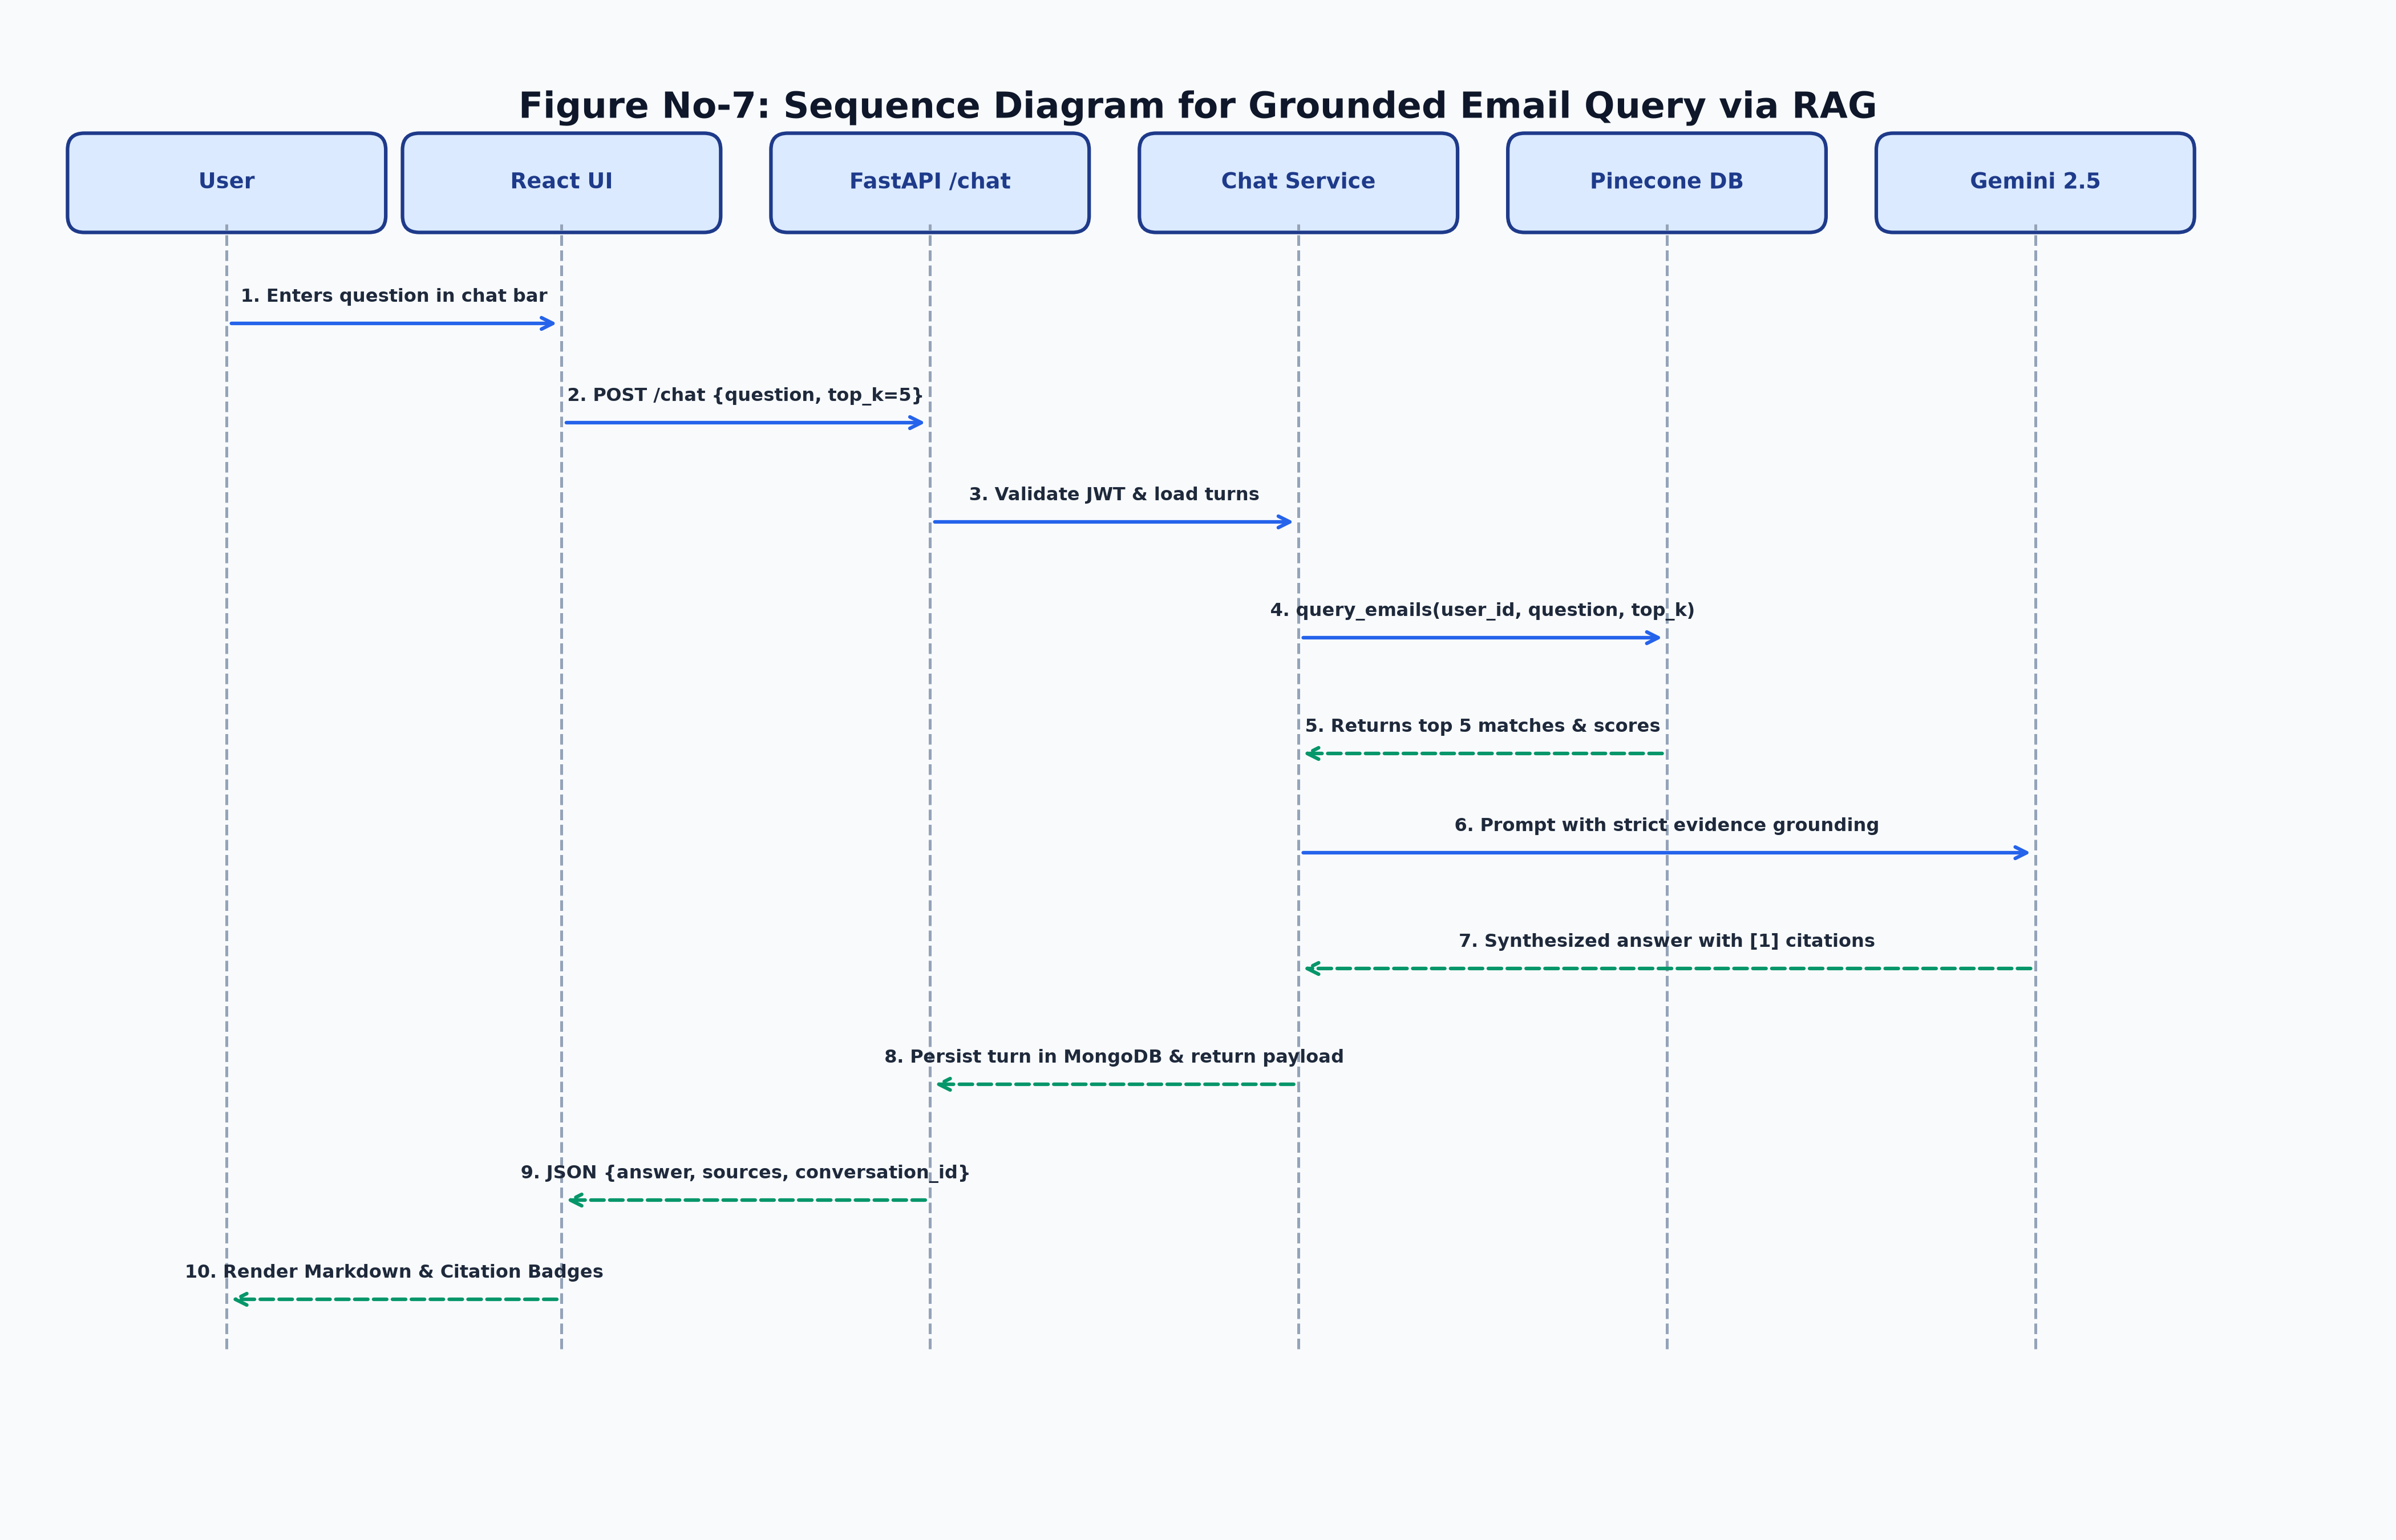 Figure No-7: Sequence Diagram for Grounded Email Query via RAG
User
React UI
FastAPI /chat
Chat Service
Pinecone DB
Gemini 2.5
1. Enters question in chat bar
2. POST /chat {question, top_k=5}
3. Validate JWT & load turns
4. query_emails(user_id, question, top_k)
5. Returns top 5 matches & scores
6. Prompt with strict evidence grounding
7. Synthesized answer with [1] citations
8. Persist turn in MongoDB & return payload
9. JSON {answer, sources, conversation_id}
10. Render Markdown & Citation Badges